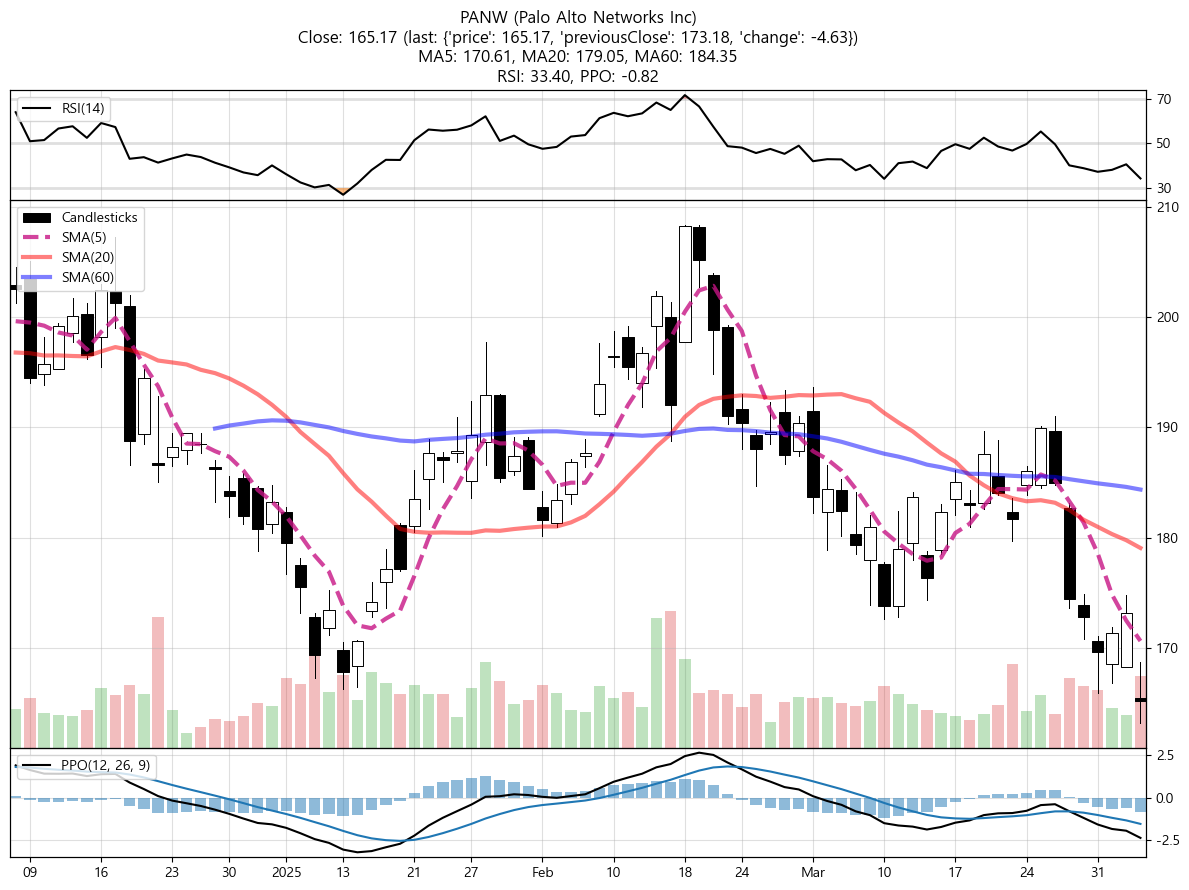 PANW (Palo Alto Networks Inc)
Close: 165.17 (last: {'price': 165.17, 'previousClose': 173.18, 'change': -4.63})
MA5: 170.61, MA20: 179.05, MA60: 184.35
RSI: 33.40, PPO: -0.82
RSI(14)
70
50
30
Candlesticks
SMA(5)
SMA(20)
SMA(60)
210
200
190
180
170
PPO(12, 26, 9)
2.5
0.0
-2.5
09 16 23 30 2025 13 21 27 Feb 10 18 24 Mar 10 17 24 31